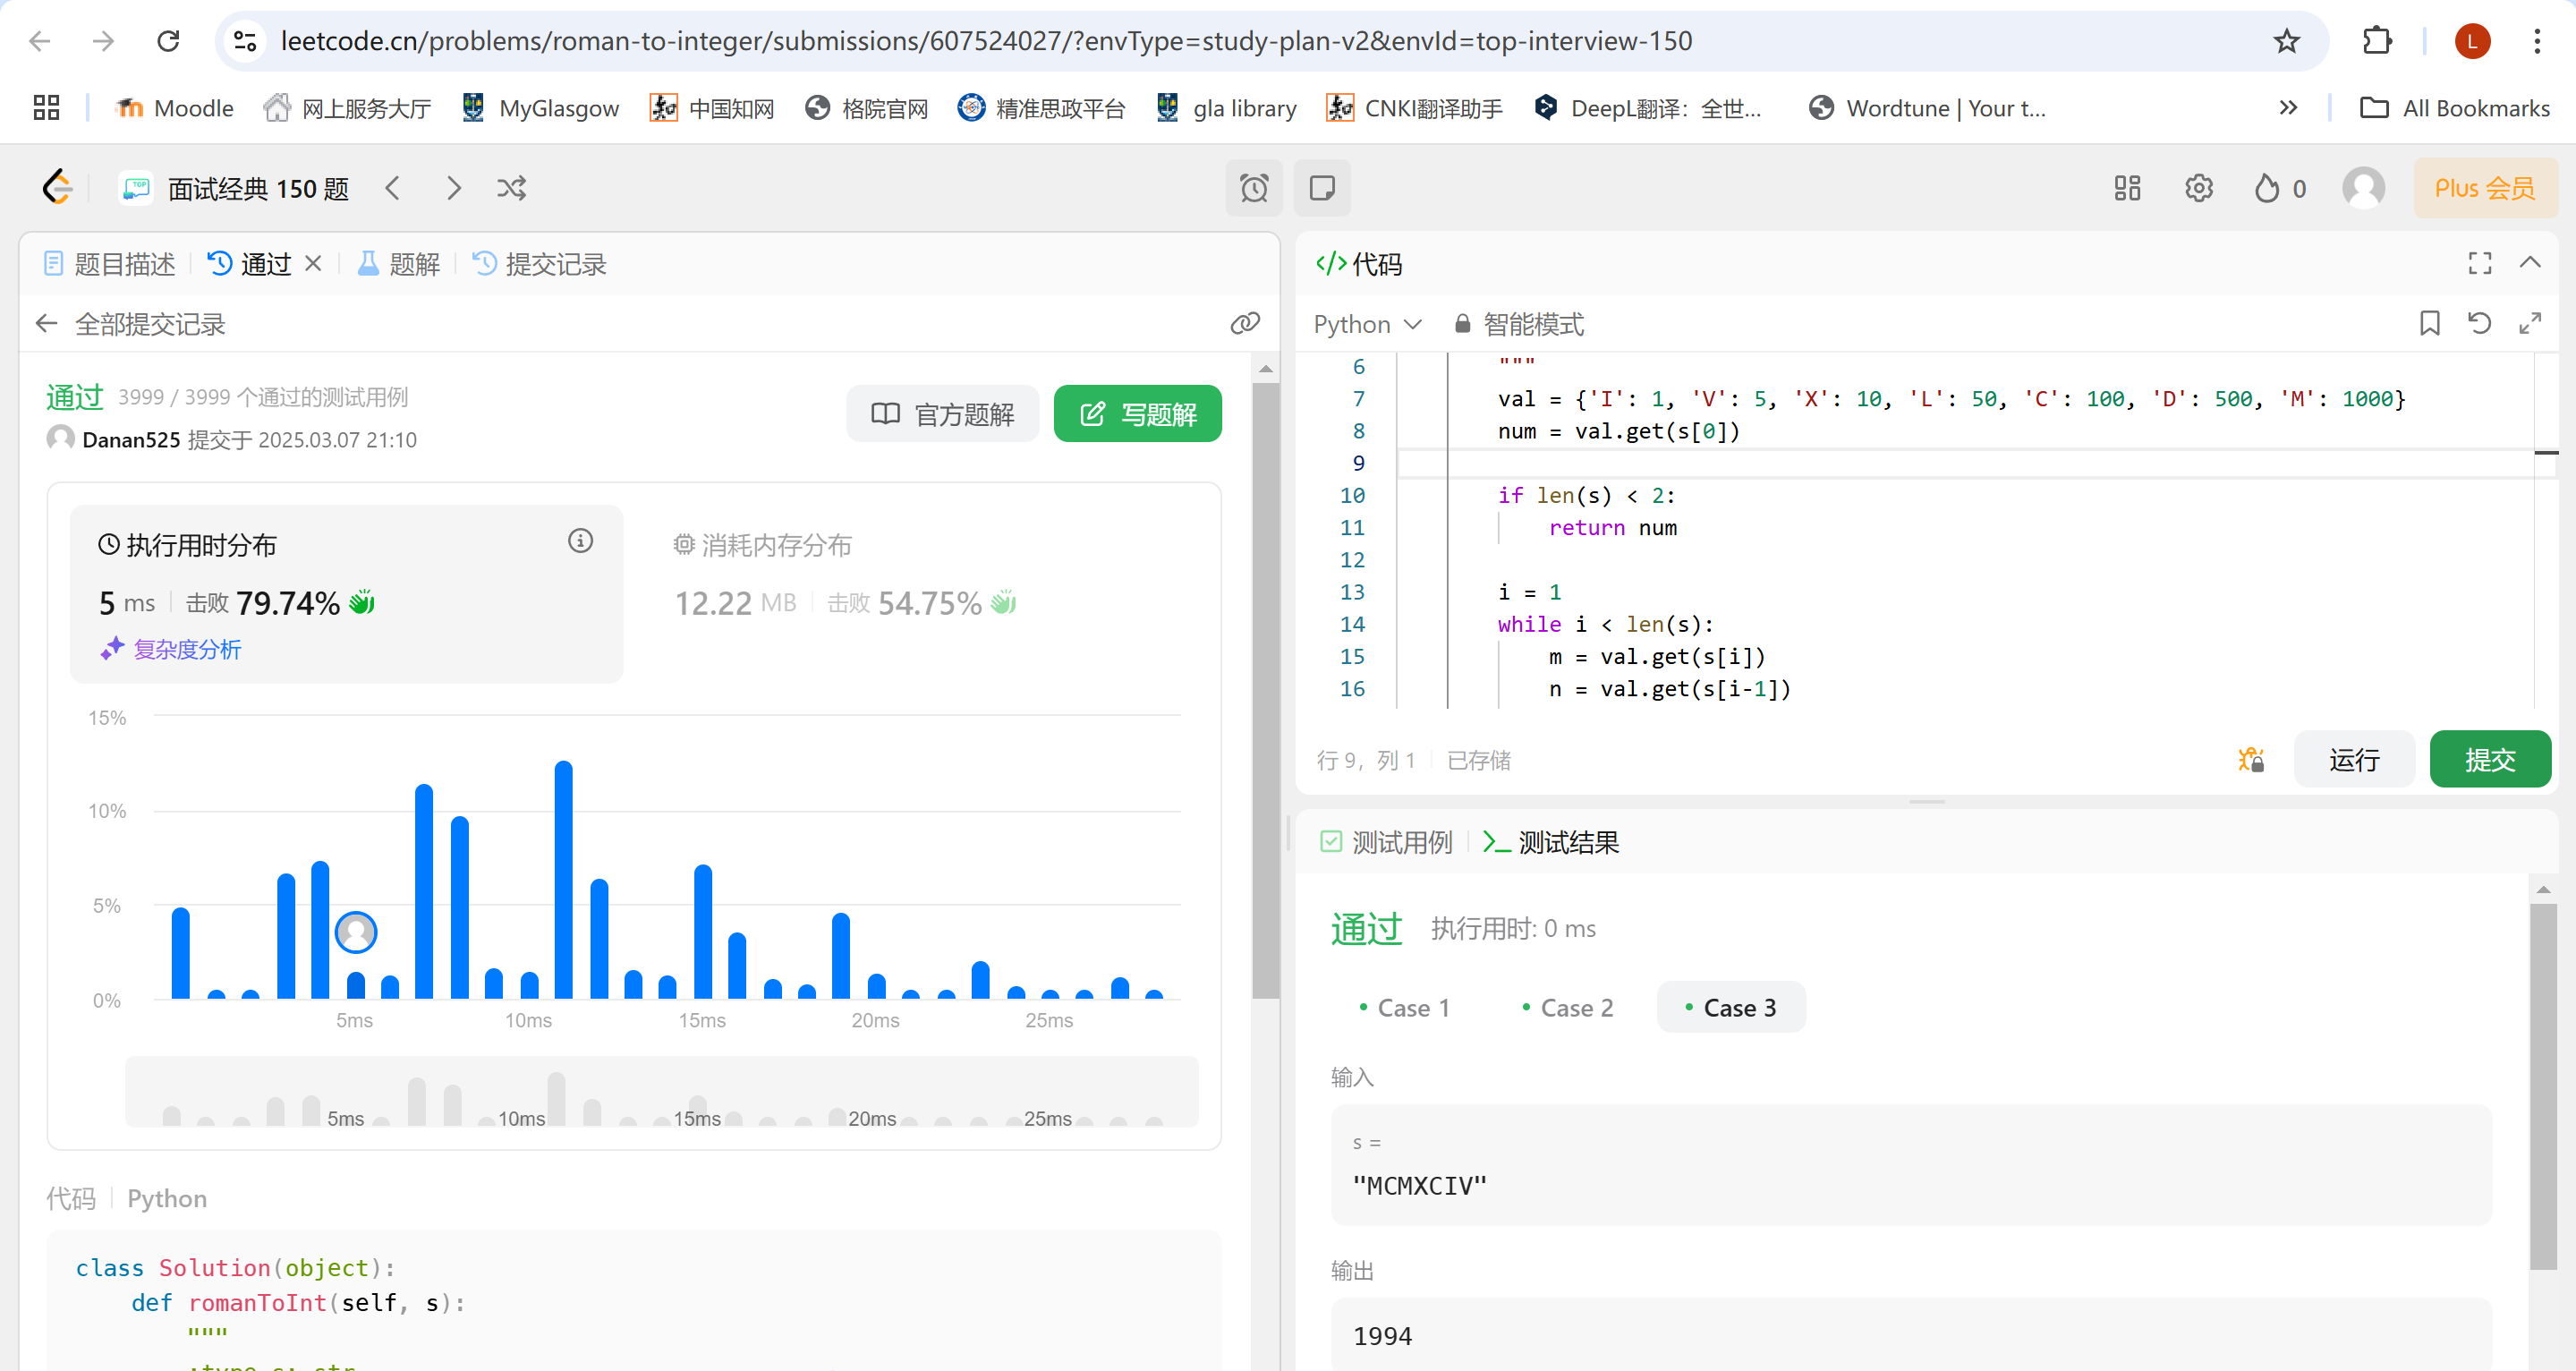 leetcode.cn/problems/roman-to-integer/submissions/607524027/?envType=study-plan-v2&envId=top-interview-150
L
Moodle 网上服务大厅 MyGlasgow 中国知网 格院官网 精准思政平台 gla library CNKI翻译助手 DeepL翻译：全世... Wordtune | Your t... All Bookmarks
TOP 面试经典 150 题 0 Plus 会员
题目描述 通过 题解 提交记录
全部提交记录
通过 3999 / 3999 个通过的测试用例
官方题解 写题解
Danan525 提交于 2025.03.07 21:10
执行用时分布
5 ms 击败 79.74%
复杂度分析
消耗内存分布
12.22 MB 击败 54.75%
15%
10%
5%
0%
5ms 10ms 15ms 20ms 25ms
5ms 10ms 15ms 20ms 25ms
代码 Python
class Solution(object):
def romanToInt(self, s):
"""
:type s: str
</>代码
Python 智能模式
6 """
7 val = {'I': 1, 'V': 5, 'X': 10, 'L': 50, 'C': 100, 'D': 500, 'M': 1000}
8 num = val.get(s[0])
9
10 if len(s) < 2:
11 return num
12
13 i = 1
14 while i < len(s):
15 m = val.get(s[i])
16 n = val.get(s[i-1])
行 9，列 1 已存储
运行 提交
测试用例 测试结果
通过 执行用时: 0 ms
Case 1 Case 2 Case 3
输入
s =
"MCMXCIV"
输出
1994